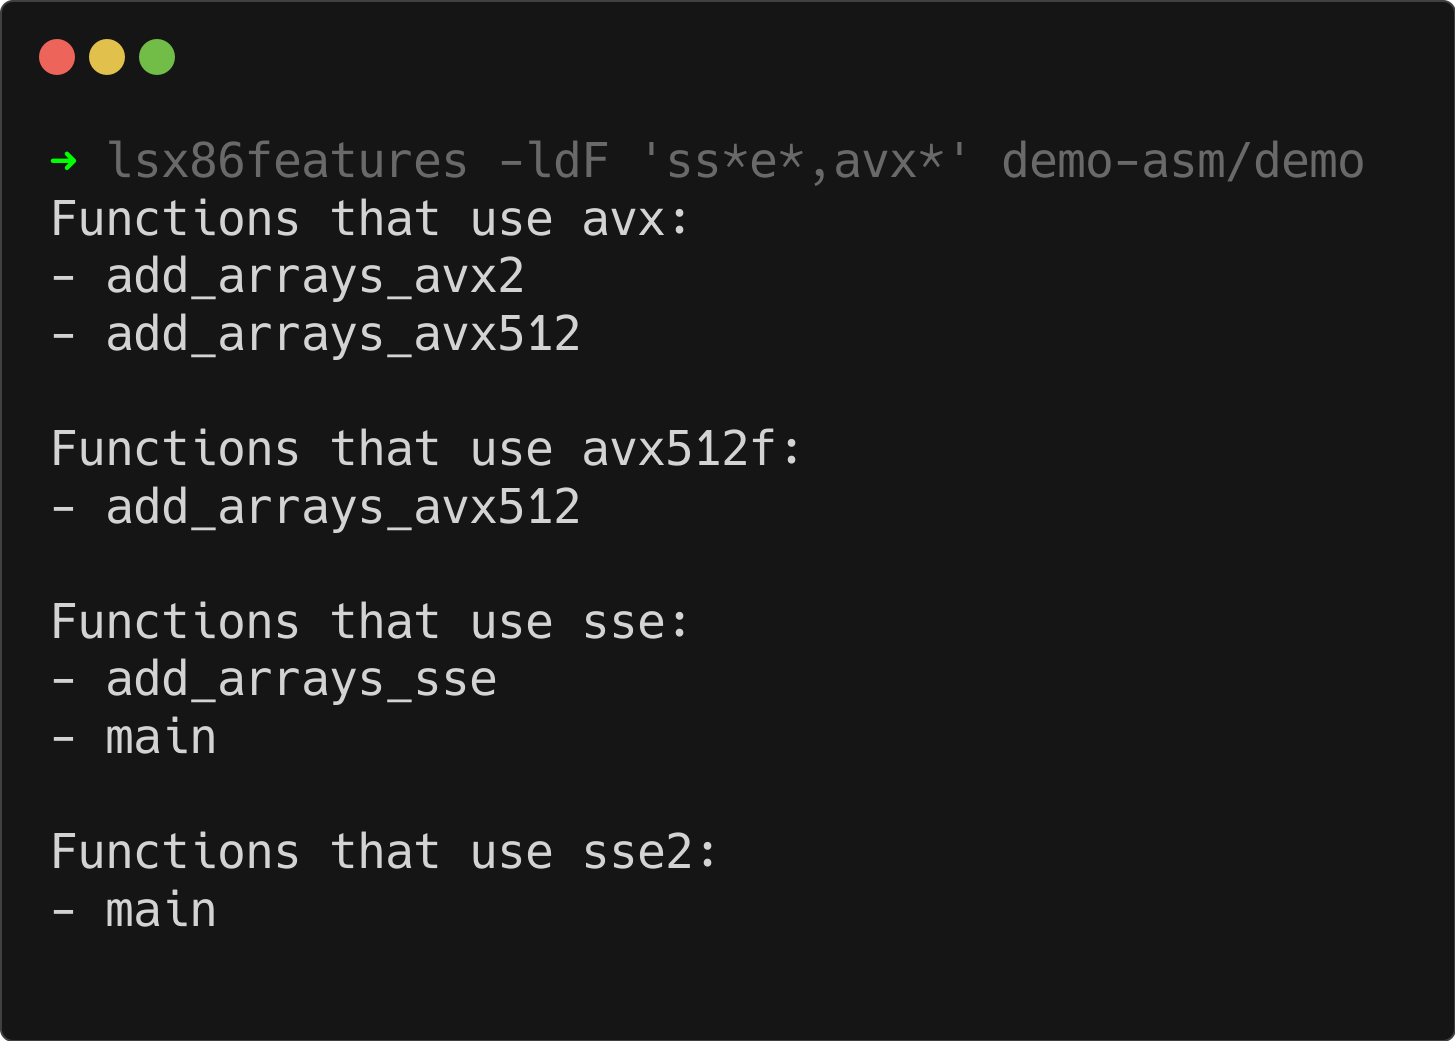 ➜ lsx86features -ldF 'ss*e*,avx*' demo-asm/demo
Functions that use avx:
- add_arrays_avx2
- add_arrays_avx512
Functions that use avx512f:
- add_arrays_avx512
Functions that use sse:
- add_arrays_sse
- main
Functions that use sse2:
- main